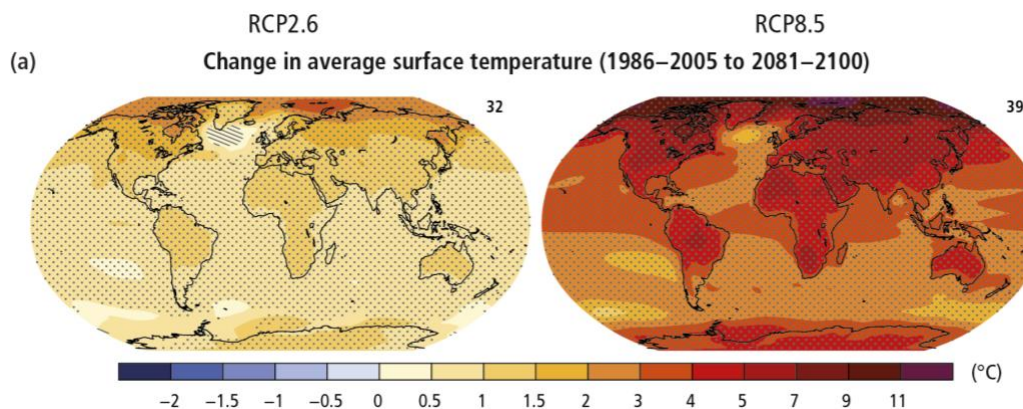 RCP2.6 RCP8.5
(a) Change in average surface temperature (1986–2005 to 2081–2100)
32 39
−2 −1.5 −1 −0.5 0 0.5 1 1.5 2 3 4 5 7 9 11 (°C)